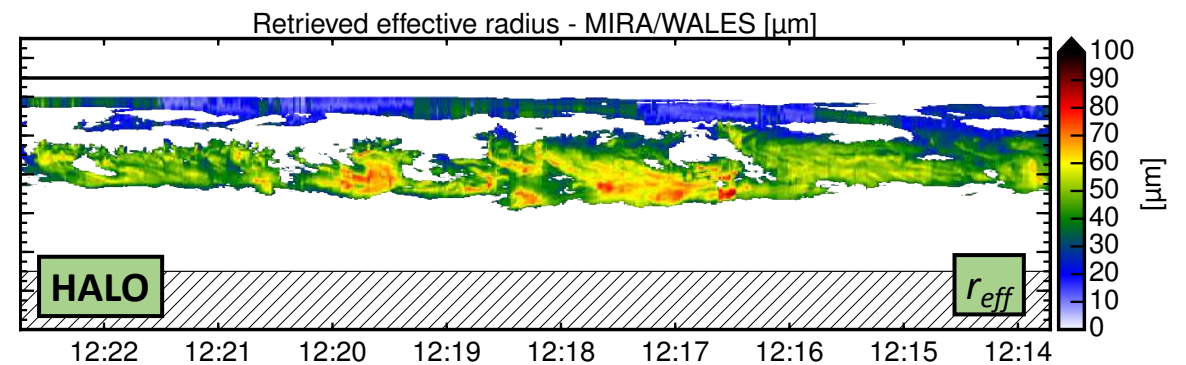 Retrieved effective radius - MIRA/WALES [µm]
100
90
80
70
60
50
40
30
20
10
0
[µm]
HALO
reff
12:22 12:21 12:20 12:19 12:18 12:17 12:16 12:15 12:14